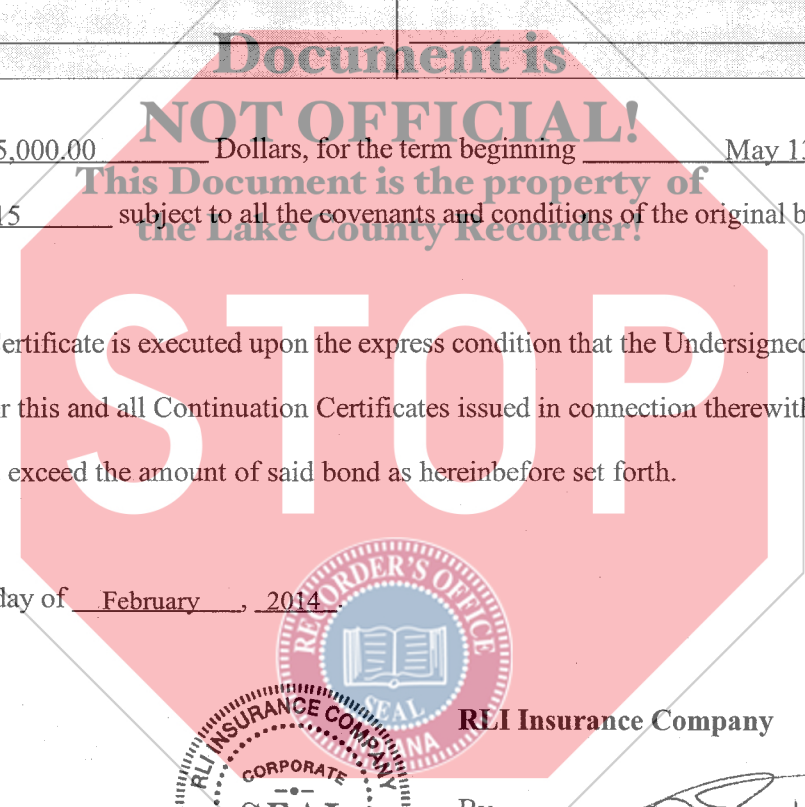 Document is
NOT OFFICIAL!
5,000.00 Dollars, for the term beginning May
This Document is the property of
15 subject to all the covenants and conditions of the original
the Lake County Recorder!
STOP
Certificate is executed upon the express condition that the Undersigned
this and all Continuation Certificates issued in connection therewith
exceed the amount of said bond as hereinbefore set forth.
day of February, 2014.
RECORDER'S OFFICE
SEAL
RLI INSURANCE COMPANY
RLI Insurance Company
CORPORATE
SEAL
By